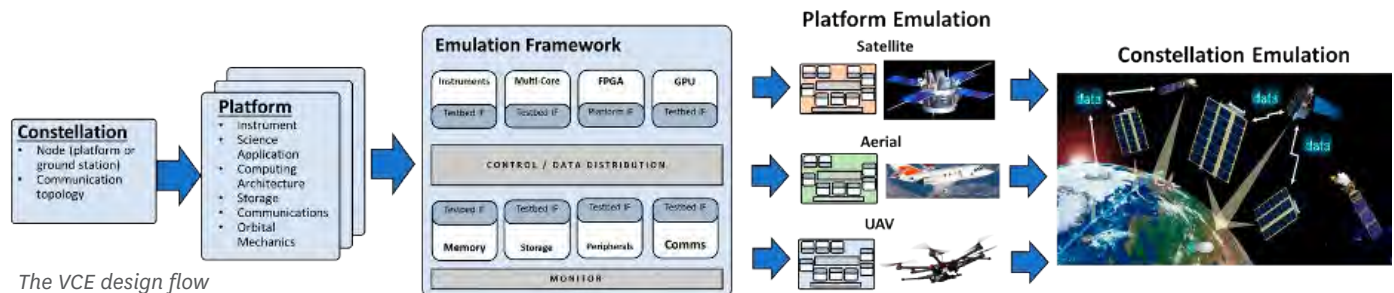 Constellation
• Node (platform or
ground station)
• Communication
topology
Platform
• Instrument
• Science
Application
• Computing
Architecture
• Storage
• Communications
• Orbital
Mechanics
Emulation Framework
Instruments
Multi-Core
FPGA
GPU
Testbed IF
Testbed IF
Platform IF
Testbed IF
CONTROL / DATA DISTRIBUTION
Testbed IF
Testbed IF
Testbed IF
Testbed IF
Memory
Storage
Peripherals
Comms
MONITOR
Platform Emulation
Satellite
Aerial
UAV
Constellation Emulation
data
data
data
The VCE design flow